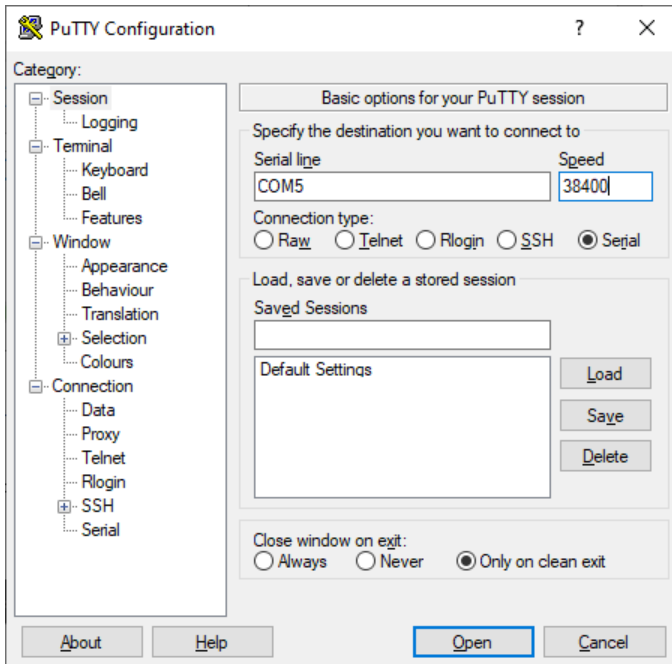 PuTTY Configuration
?
Category:
Session
Logging
Terminal
Keyboard
Bell
Features
Window
Appearance
Behaviour
Translation
Selection
Colours
Connection
Data
Proxy
Telnet
Rlogin
SSH
Serial
Basic options for your PuTTY session
Specify the destination you want to connect to
Serial line Speed
COM5 38400
Connection type:
Raw Telnet Rlogin SSH Serial
Load, save or delete a stored session
Saved Sessions
Default Settings
Load
Save
Delete
Close window on exit:
Always Never Only on clean exit
About Help Open Cancel